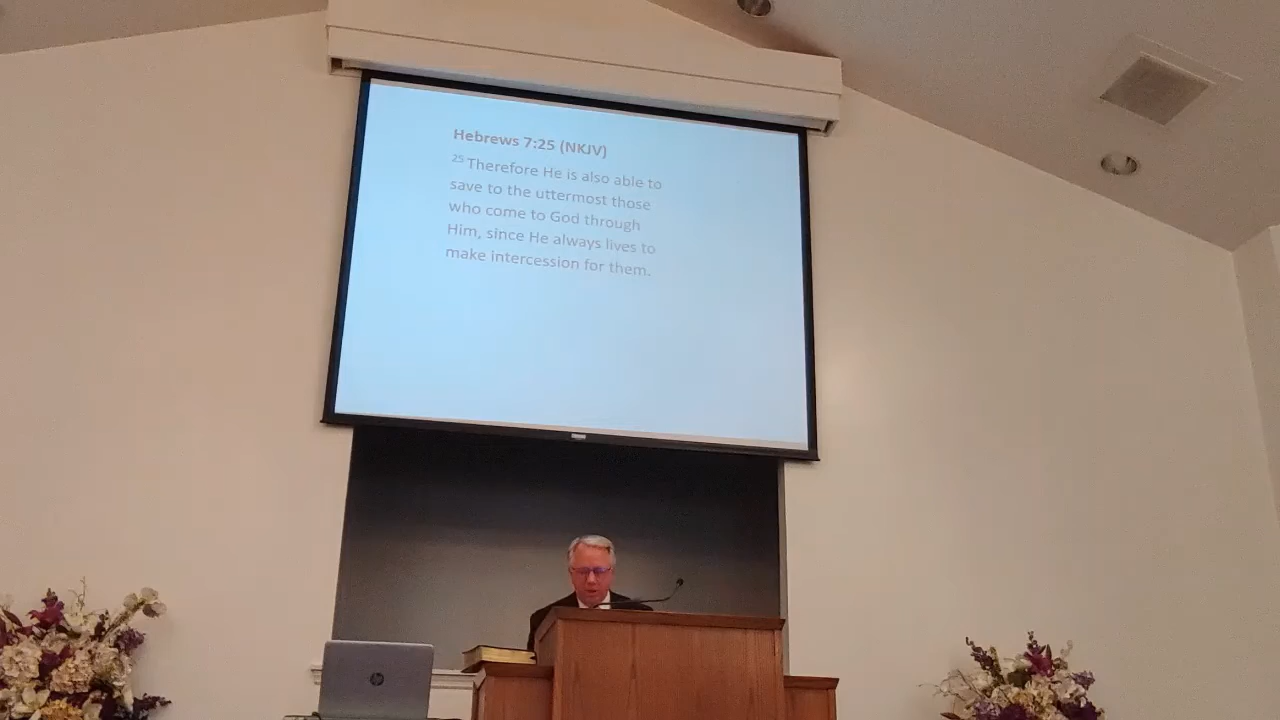 Hebrews 7:25 (NKJV)
25 Therefore He is also able to
save to the uttermost those
who come to God through
Him, since He always lives to
make intercession for them.
hp